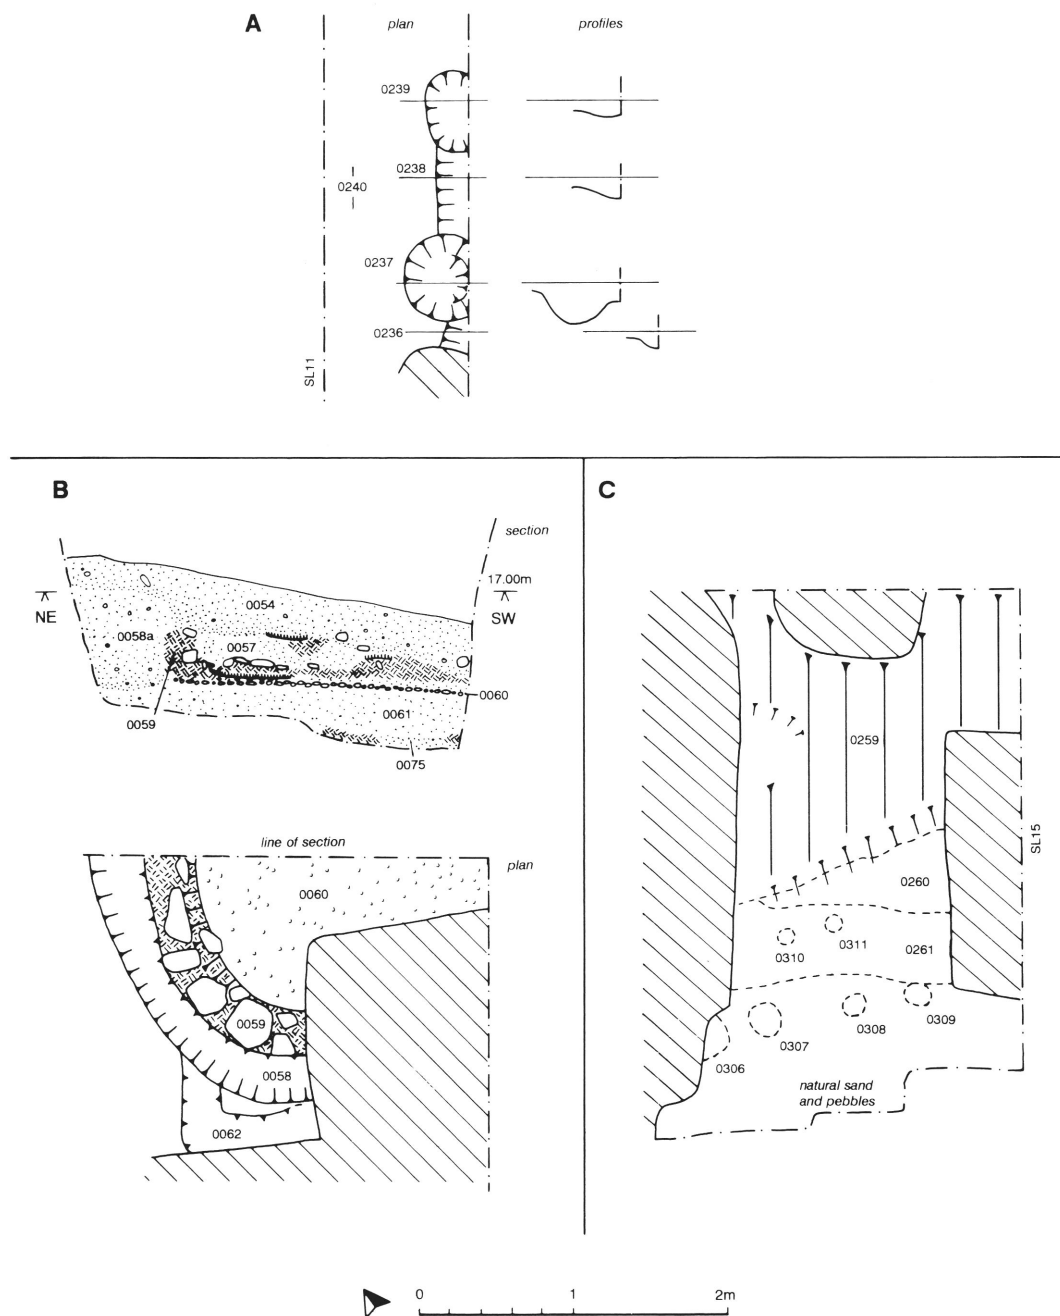 A
plan
profiles
0239
0238
0240
0237
0236
SL11
B
section
17.00m
NE
SW
0054
0058a
0057
0060
0059
0061
0075
line of section
plan
0060
0059
0058
0062
C
0259
SL15
0260
0311
0310
0261
0309
0308
0307
0306
natural sand
and pebbles
0 1 2m